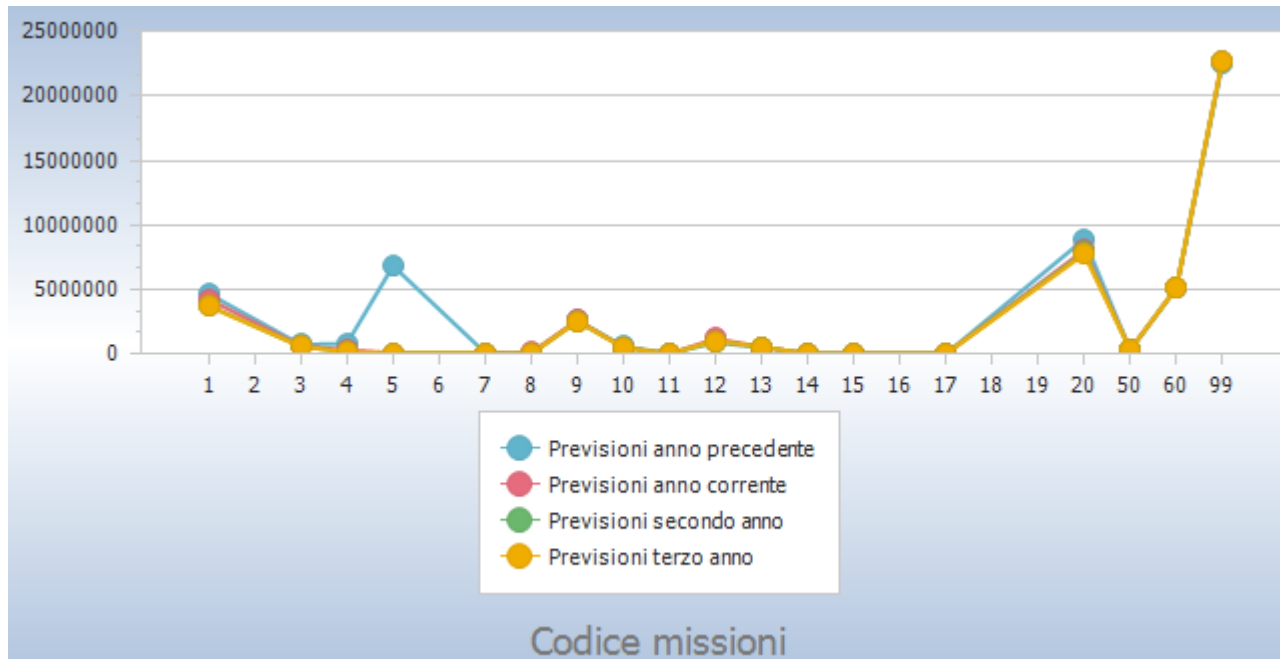 25000000
20000000
15000000
10000000
5000000
0
1 2 3 4 5 6 7 8 9 10 11 12 13 14 15 16 17 18 19 20 50 60 99
Previsioni anno precedente
Previsioni anno corrente
Previsioni secondo anno
Previsioni terzo anno
Codice missioni